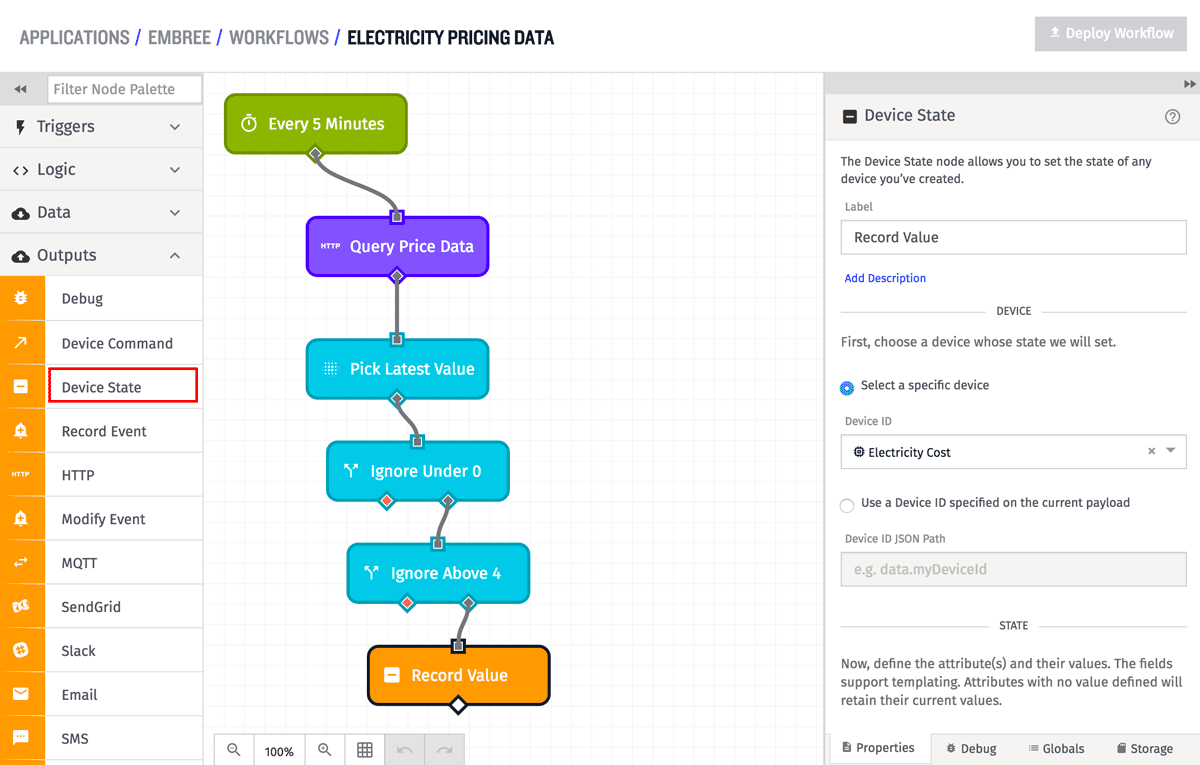 APPLICATIONS / EMBREE / WORKFLOWS / ELECTRICITY PRICING DATA
Deploy Workflow
Filter Node Palette
Triggers
Logic
Data
Outputs
Debug
Device Command
Device State
Record Event
HTTP
HTTP
Modify Event
MQTT
SendGrid
Slack
Email
SMS
Every 5 Minutes
HTTP Query Price Data
Pick Latest Value
Ignore Under 0
Ignore Above 4
Record Value
100%
Device State
The Device State node allows you to set the state of any
device you've created.
Label
Record Value
Add Description
DEVICE
First, choose a device whose state we will set.
Select a specific device
Device ID
Electricity Cost
Use a Device ID specified on the current payload
Device ID JSON Path
e.g. data.myDeviceId
STATE
Now, define the attribute(s) and their values. The fields
support templating. Attributes with no value defined will
retain their current values.
Properties
Debug
Globals
Storage